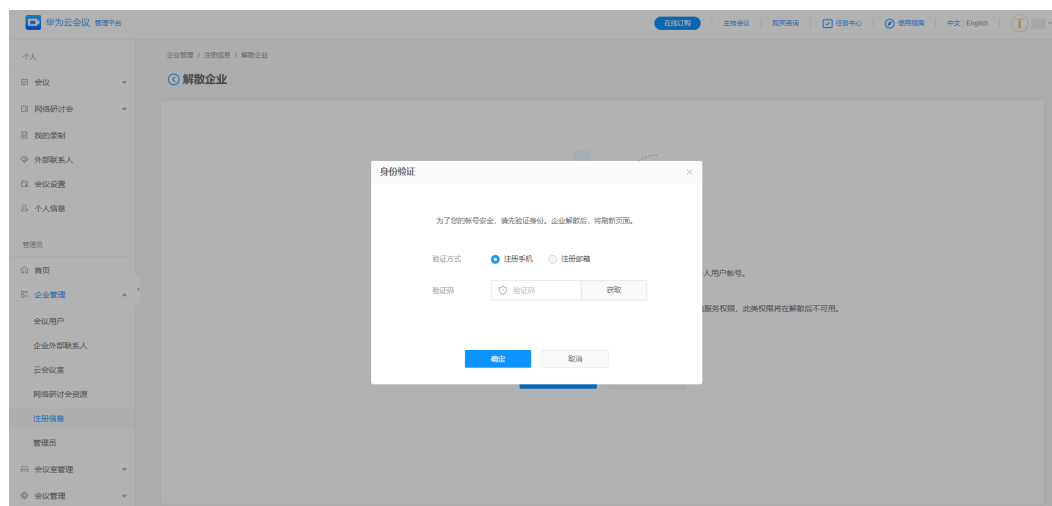 华为云会议 管理平台
在线订购 主持会议 购买咨询 任务中心 使用指南 中文 | English
个人
会议
网络研讨会
我的录制
外部联系人
会议设置
个人信息
管理员
首页
企业管理
会议用户
企业外部联系人
云会议室
网络研讨会资源
注册信息
管理员
会议室管理
会议管理
企业管理 / 注册信息 / 解散企业
解散企业
身份验证
为了您的帐号安全，请先验证身份。企业解散后，将刷新页面。
验证方式 注册手机 注册邮箱
验证码 验证码 获取
确定 取消
人用户帐号。
服务权限，此类权限将在解散后不可用。